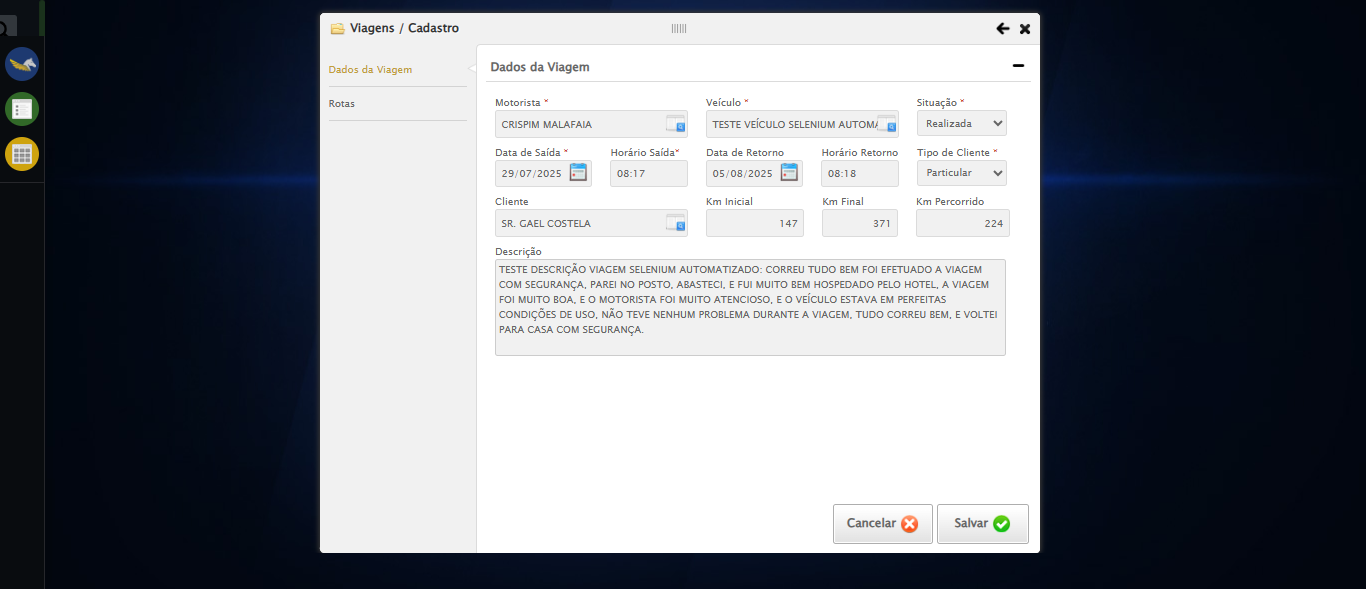 Viagens / Cadastro
Dados da Viagem
Rotas
Dados da Viagem
Motorista * Veículo * Situação *
CRISPIM MALAFAIA TESTE VEÍCULO SELENIUM AUTOMA Realizada
Data de Saída * Horário Saída* Data de Retorno Horário Retorno Tipo de Cliente *
29/07/2025 08:17 05/08/2025 08:18 Particular
Cliente Km Inicial Km Final Km Percorrido
SR. GAEL COSTELA 147 371 224
Descrição
TESTE DESCRIÇÃO VIAGEM SELENIUM AUTOMATIZADO: CORREU TUDO BEM FOI EFETUADO A VIAGEM
COM SEGURANÇA, PAREI NO POSTO, ABASTECI, E FUI MUITO BEM HOSPEDADO PELO HOTEL, A VIAGEM
FOI MUITO BOA, E O MOTORISTA FOI MUITO ATENCIOSO, E O VEÍCULO ESTAVA EM PERFEITAS
CONDIÇÕES DE USO, NÃO TEVE NENHUM PROBLEMA DURANTE A VIAGEM, TUDO CORREU BEM, E VOLTEI
PARA CASA COM SEGURANÇA.
Cancelar Salvar